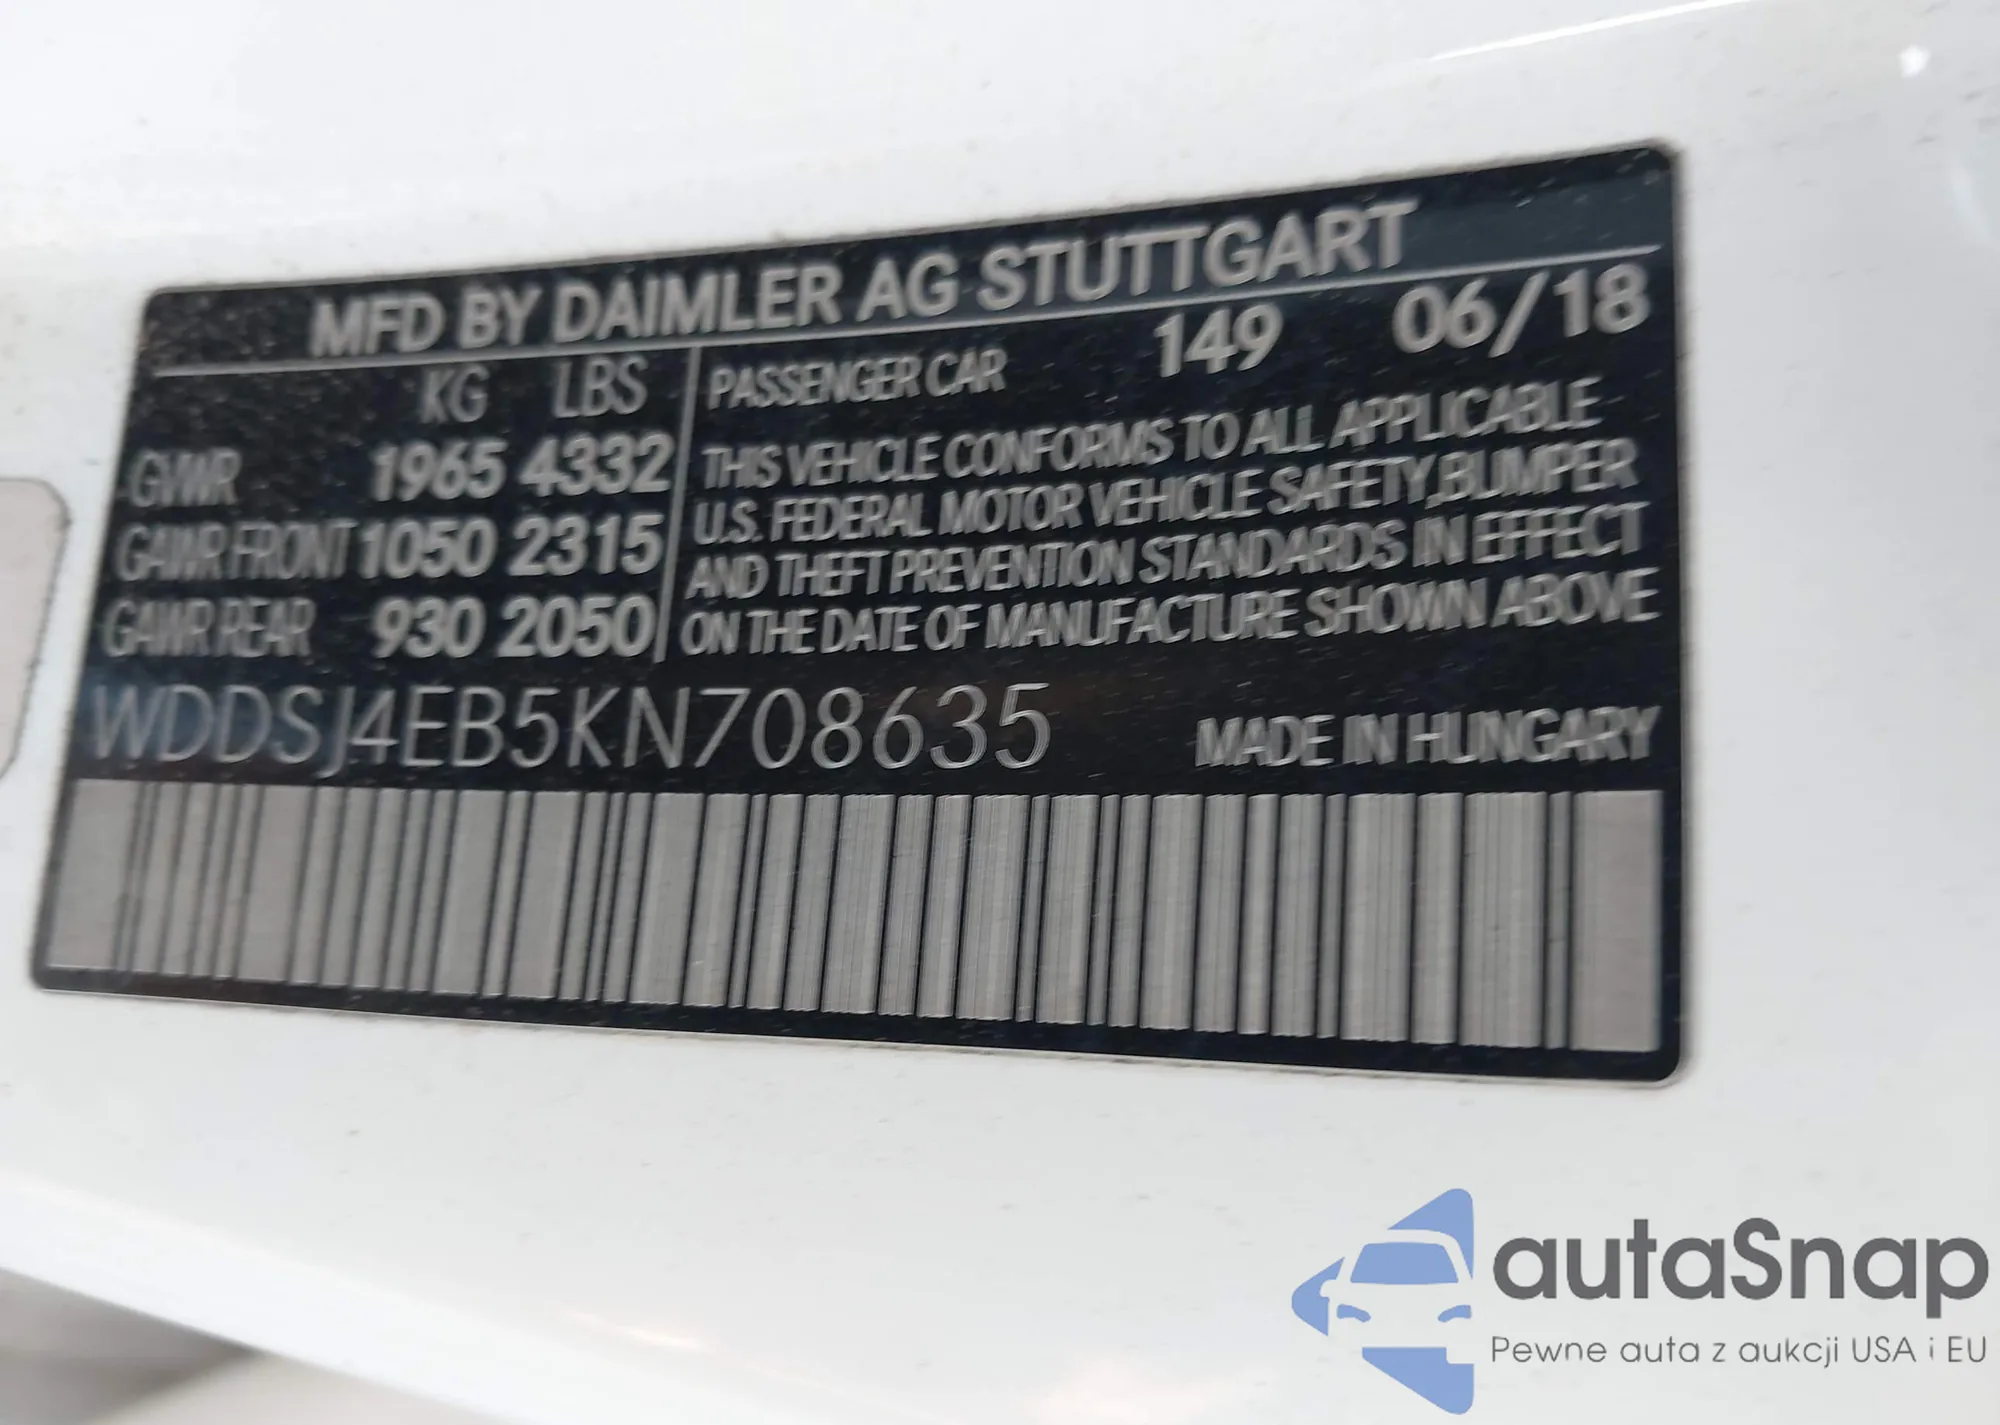 MFD BY DAIMLER AG STUTTGART
KG LBS
GVWR 1965 4332
GAWR FRONT 1050 2315
GAWR REAR 930 2050
PASSENGER CAR 149 06/18
THIS VEHICLE CONFORMS TO ALL APPLICABLE
U.S. FEDERAL MOTOR VEHICLE SAFETY,BUMPER
AND THEFT PREVENTION STANDARDS IN EFFECT
ON THE DATE OF MANUFACTURE SHOWN ABOVE
WDDSJ4EB5KN708635 MADE IN HUNGARY
autaSnap
Pewne auta z aukcji USA i EU